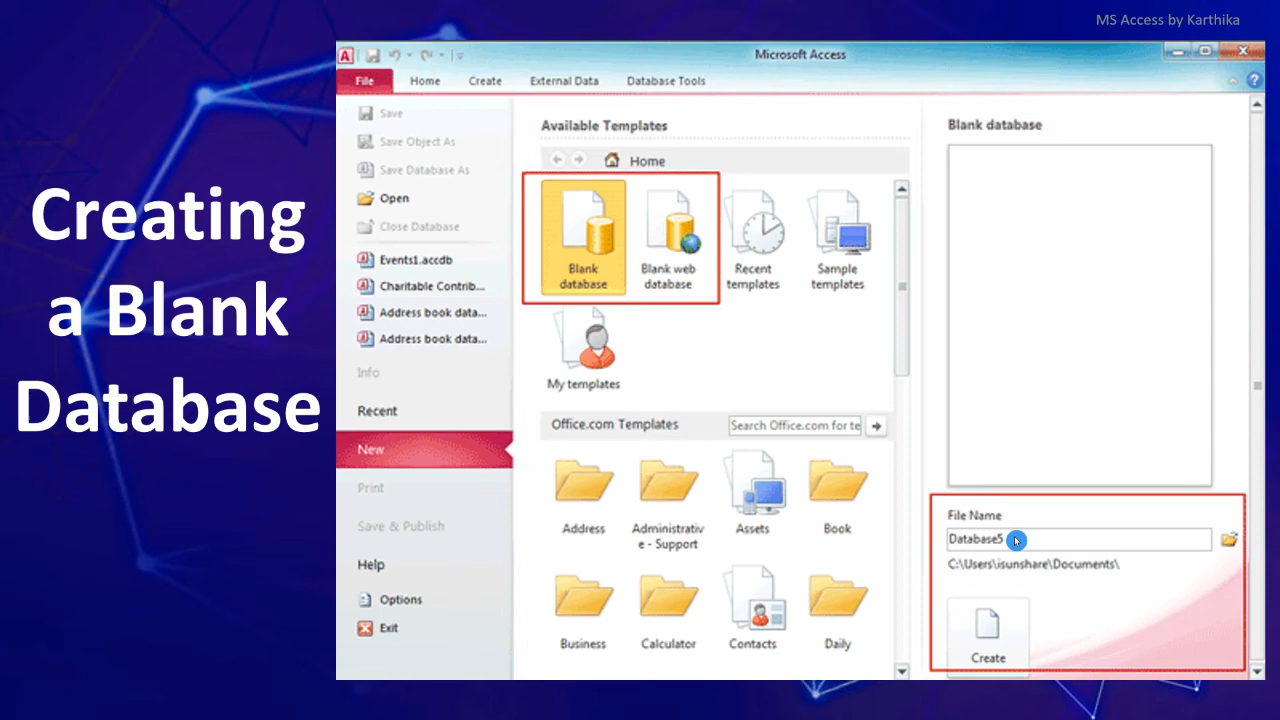 MS Access by Karthika
Creating
a Blank
Database
Microsoft Access
File Home Create External Data Database Tools
Save
Save Object As
Save Database As
Open
Close Database
Events1.accdb
Charitable Contrib...
Address book data...
Address book data...
Info
Recent
New
Print
Save & Publish
Help
Options
Exit
Available Templates
Home
Blank
database
Blank web
database
Recent
templates
Sample
templates
My templates
Office.com Templates
Search Office.com for te
Address
Administrativ
e - Support
Assets
Book
Business
Calculator
Contacts
Daily
Blank database
File Name
Database5
C:\Users\isunshare\Documents\
Create